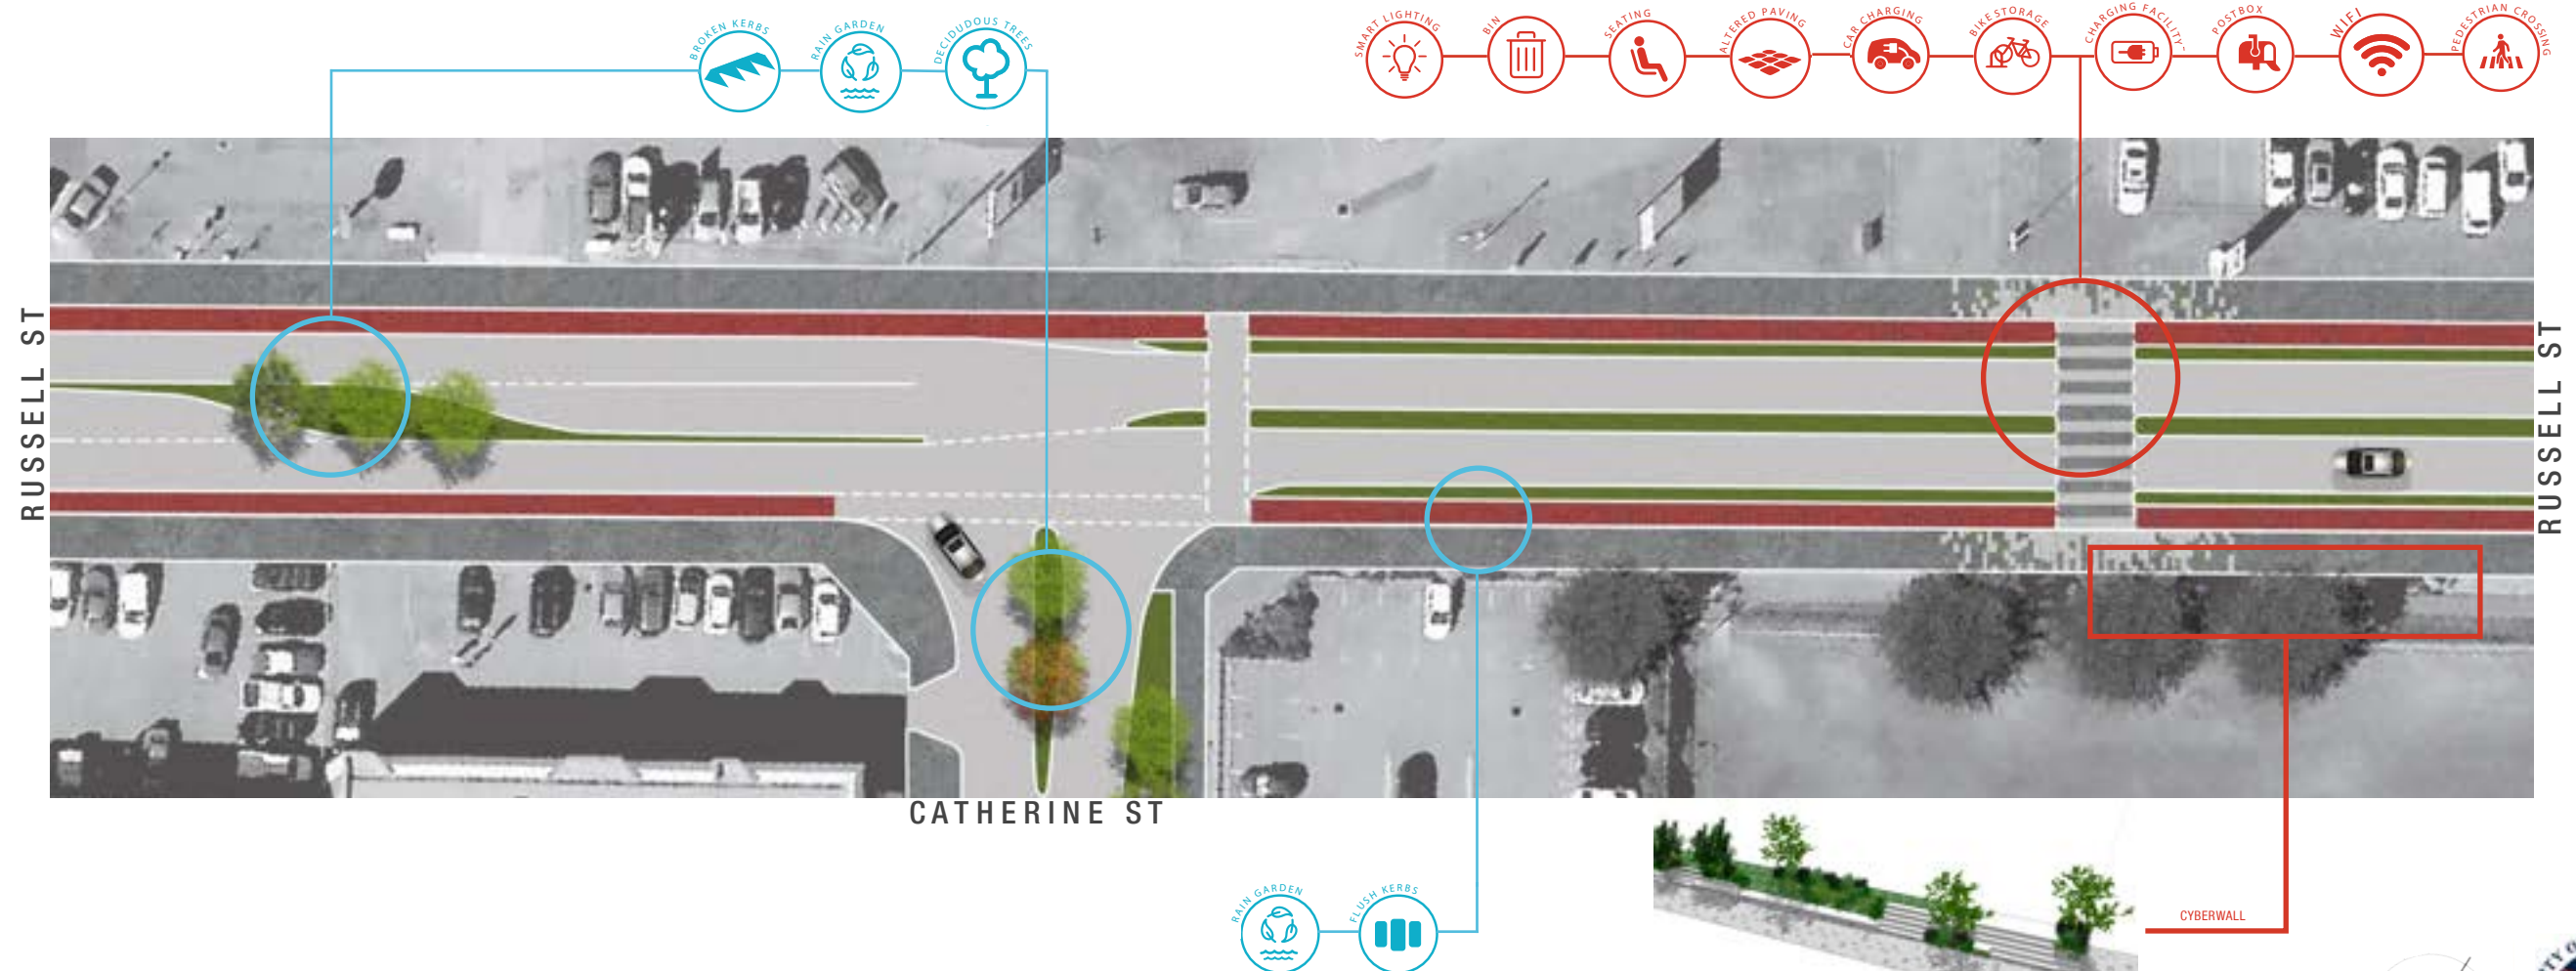 BROKEN KERBS
RAIN GARDEN
DECIDUDOUS TREES
SMART LIGHTING
BIN
SEATING
ALTERED PAVING
CAR CHARGING
BIKE STORAGE
CHARGING FACILITY
POSTBOX
WIFI
PEDESTRIAN CROSSING
RUSSELL ST
RUSSELL ST
CATHERINE ST
RAIN GARDEN
FLUSH KERBS
CYBERWALL